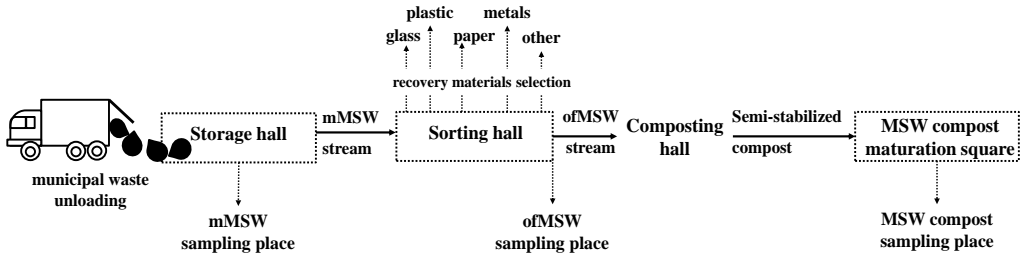 plastic
metals
glass
paper
other
recovery materials selection
municipal waste
unloading
Storage hall
mMSW
stream
Sorting hall
ofMSW
stream
Composting
hall
Semi-stabilized
compost
MSW compost
maturation square
mMSW
sampling place
ofMSW
sampling place
MSW compost
sampling place